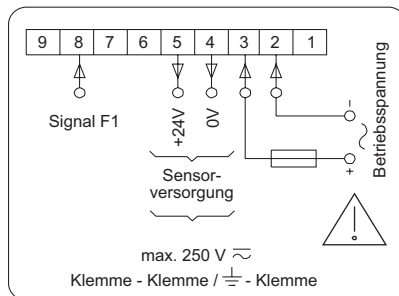 9 8 7 6 5 4 3 2 1
Signal F1
+24V
0V
Sensor-
versorgung
−
+
Betriebsspannung
max. 250 V
Klemme - Klemme / - Klemme